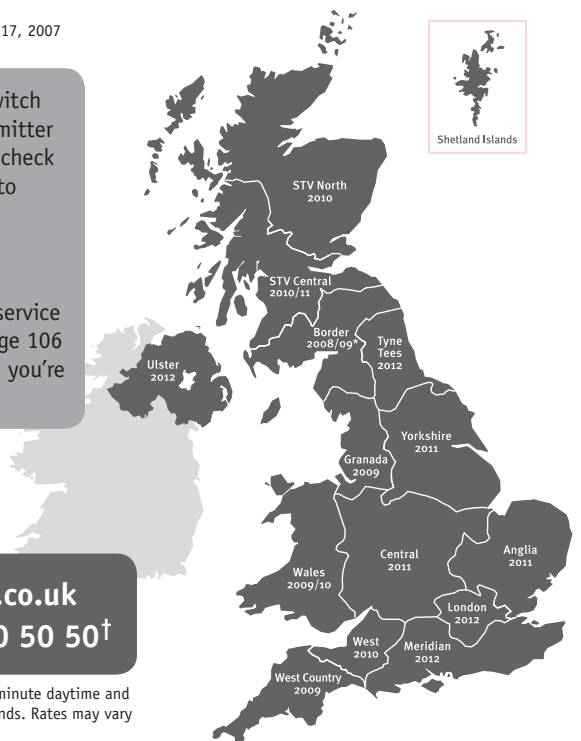 17, 2007
witch
mitter
check
to
service
ge 106
you're
.co.uk
0 50 50†
minute daytime and
nds. Rates may vary
Shetland Islands
STV North
2010
STV Central
2010/11
Border
2008/09*
Tyne
Tees
2012
Ulster
2012
Yorkshire
2011
Granada
2009
Central
2011
Anglia
2011
Wales
2009/10
London
2012
West
2010
Meridian
2012
West Country
2009